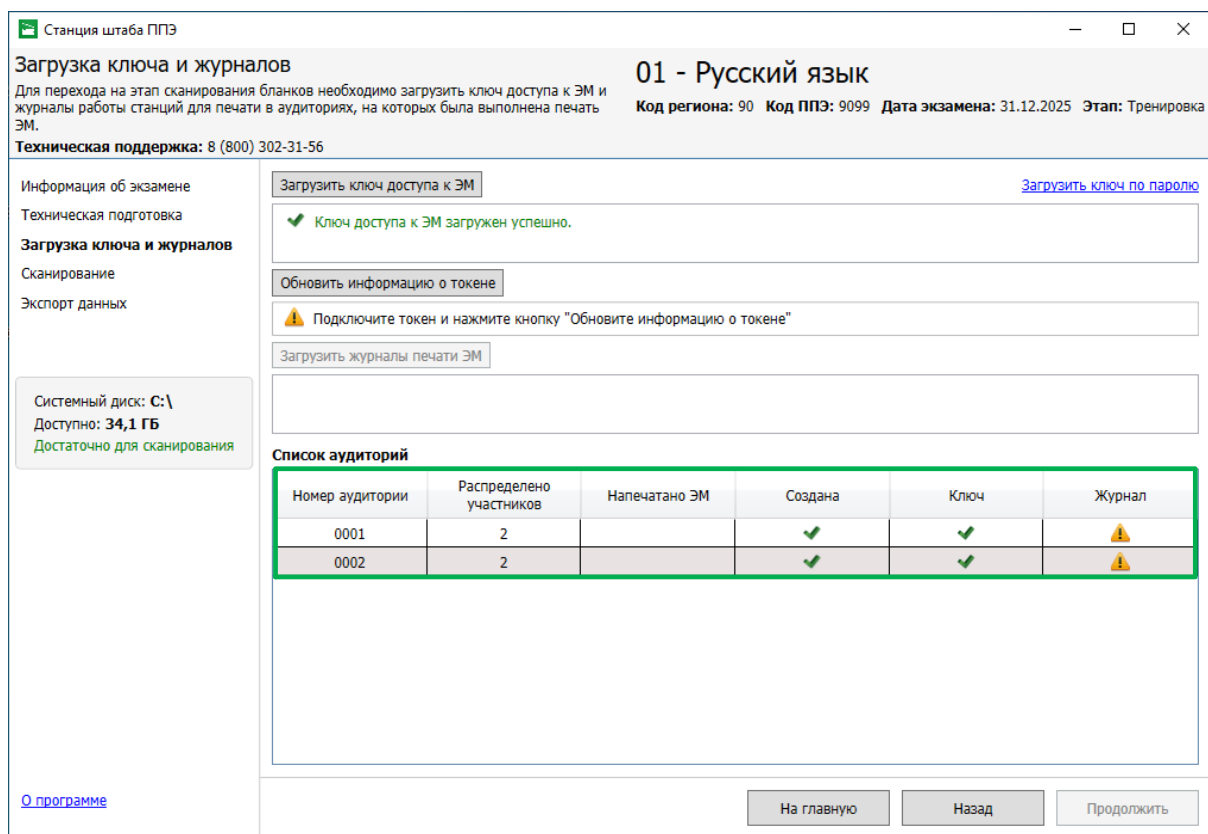 Станция штаба ППЭ
Загрузка ключа и журналов
Для перехода на этап сканирования бланков необходимо загрузить ключ доступа к ЭМ и
журналы работы станций для печати в аудиториях, на которых была выполнена печать
ЭМ.
Техническая поддержка: 8 (800) 302-31-56
01 - Русский язык
Код региона: 90 Код ППЭ: 9099 Дата экзамена: 31.12.2025 Этап: Тренировка
Информация об экзамене
Техническая подготовка
Загрузка ключа и журналов
Сканирование
Экспорт данных
Системный диск: C:\
Доступно: 34,1 ГБ
Достаточно для сканирования
О программе
Загрузить ключ доступа к ЭМ
Загрузить ключ по паролю
Ключ доступа к ЭМ загружен успешно.
Обновить информацию о токене
Подключите токен и нажмите кнопку "Обновите информацию о токене"
Загрузить журналы печати ЭМ
Список аудиторий
Номер аудитории Распределено участников Напечатано ЭМ Создана Ключ Журнал
0001 2
0002 2
На главную Назад Продолжить